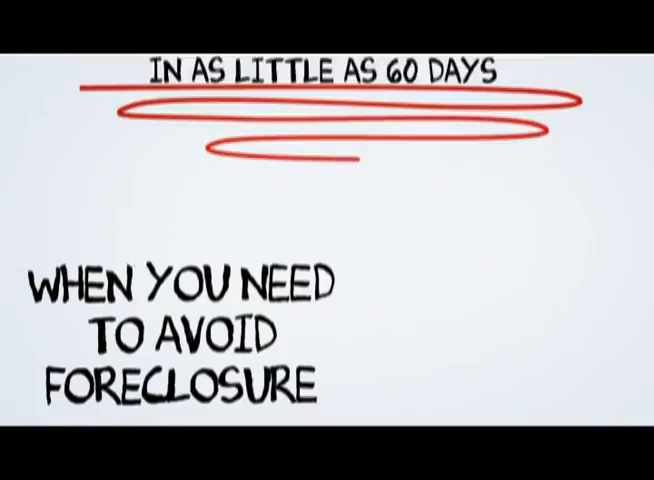 IN AS LITTLE AS 60 DAYS
WHEN YOU NEED
TO AVOID
FORECLOSURE